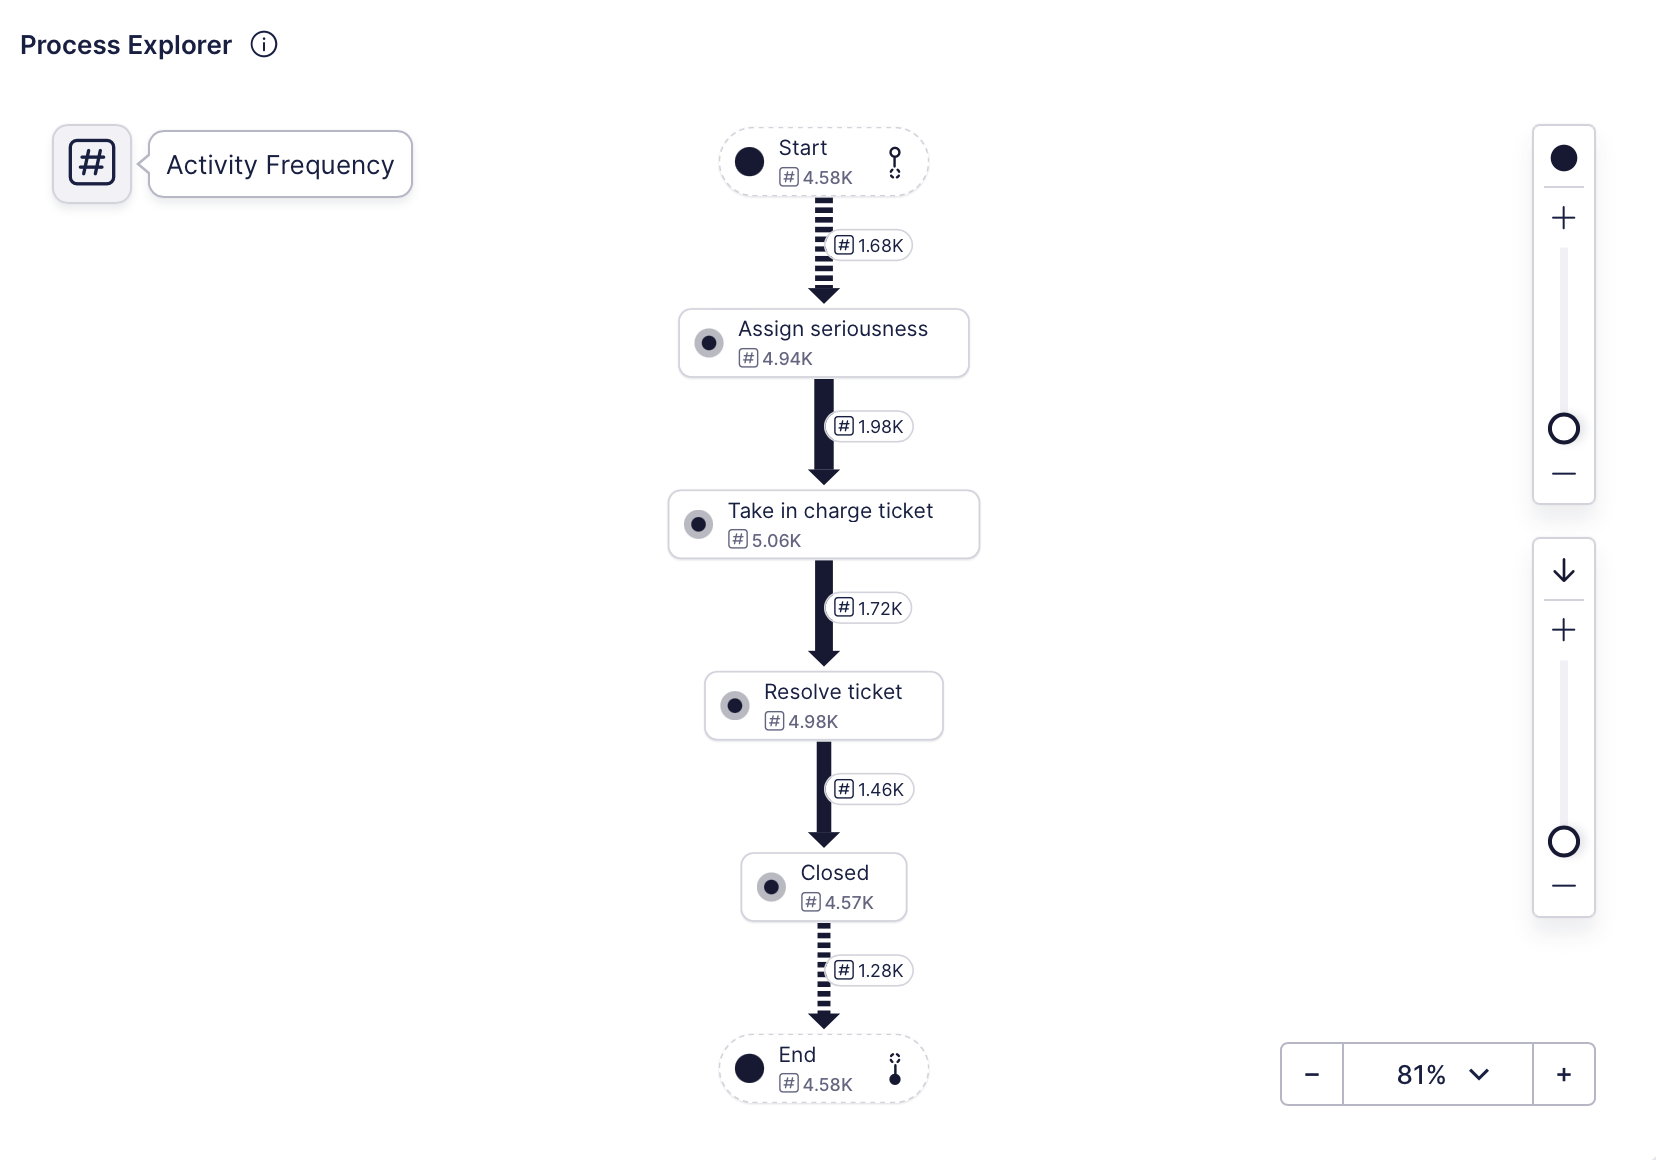 Process Explorer
Activity Frequency
Start
# 4.58K
# 1.68K
Assign seriousness
# 4.94K
# 1.98K
Take in charge ticket
# 5.06K
# 1.72K
Resolve ticket
# 4.98K
# 1.46K
Closed
# 4.57K
# 1.28K
End
# 4.58K
81%